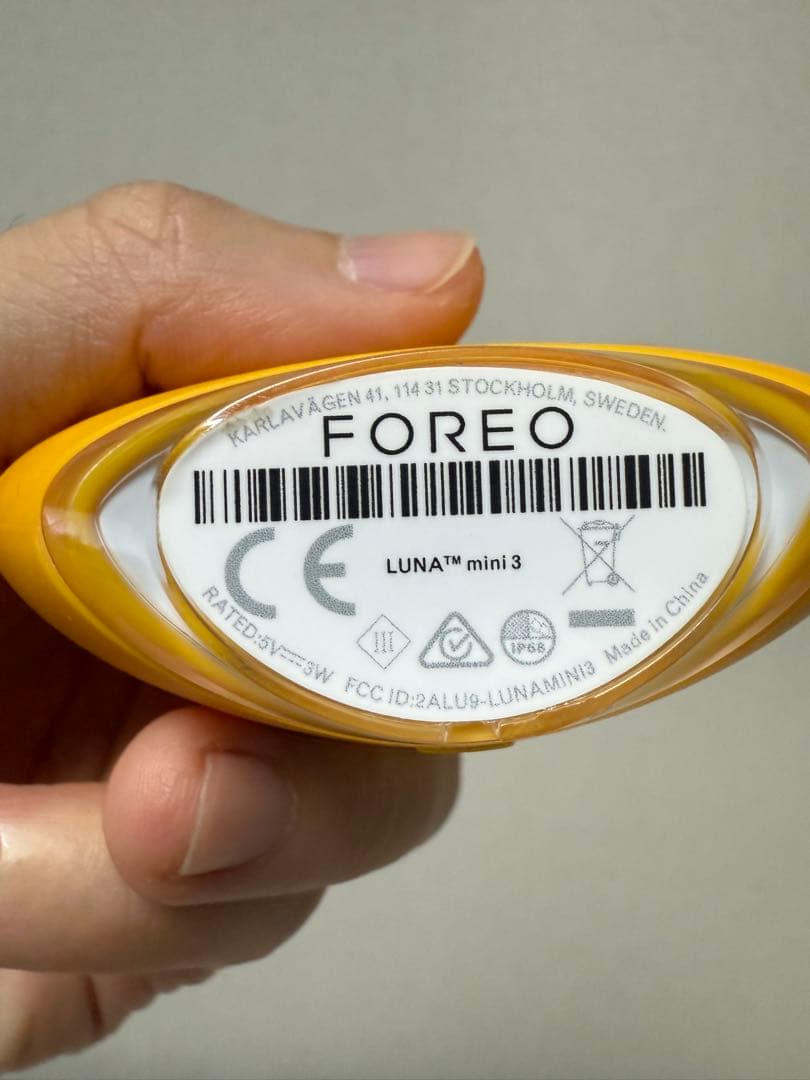 KARLAVÄGEN 41, 114 31 STOCKHOLM, SWEDEN.
FOREO
CE
LUNA™ mini 3
III
IP68
RATED:5V⎓3W
FCC ID:2ALU9-LUNAMINI3
Made in China